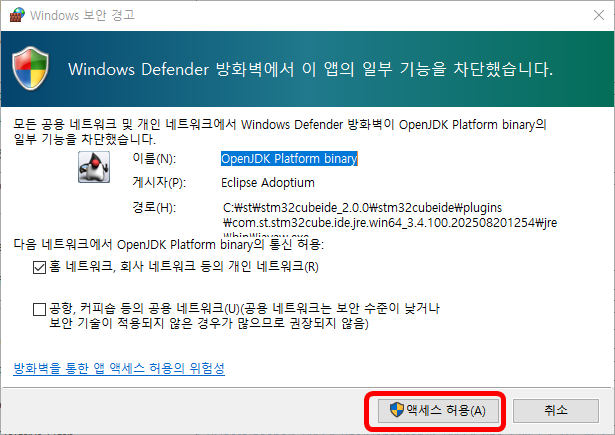 Windows 보안 경고
Windows Defender 방화벽에서 이 앱의 일부 기능을 차단했습니다.
모든 공용 네트워크 및 개인 네트워크에서 Windows Defender 방화벽이 OpenJDK Platform binary의
일부 기능을 차단했습니다.
이름(N): OpenJDK Platform binary
게시자(P): Eclipse Adoptium
경로(H): C:₩st₩stm32cubeide_2.0.0₩stm32cubeide₩plugins
₩com.st.stm32cube.ide.jre.win64_3.4.100.202508201254₩jre
₩bin₩javaw.exe
다음 네트워크에서 OpenJDK Platform binary의 통신 허용:
홈 네트워크, 회사 네트워크 등의 개인 네트워크(R)
공항, 커피숍 등의 공용 네트워크(U)(공용 네트워크는 보안 수준이 낮거나
보안 기술이 적용되지 않은 경우가 많으므로 권장되지 않음)
방화벽을 통한 앱 액세스 허용의 위험성
액세스 허용(A) 취소